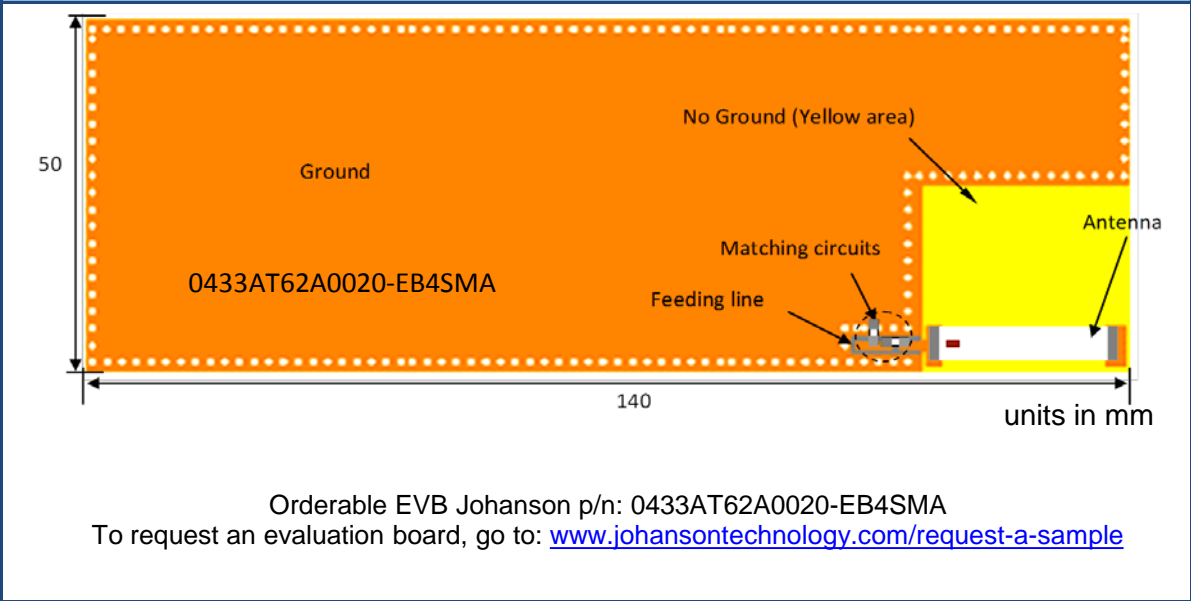 No Ground (Yellow area)
50
Ground
Antenna
Matching circuits
0433AT62A0020-EB4SMA
Feeding line
140
units in mm
Orderable EVB Johanson p/n: 0433AT62A0020-EB4SMA
To request an evaluation board, go to: www.johansontechnology.com/request-a-sample